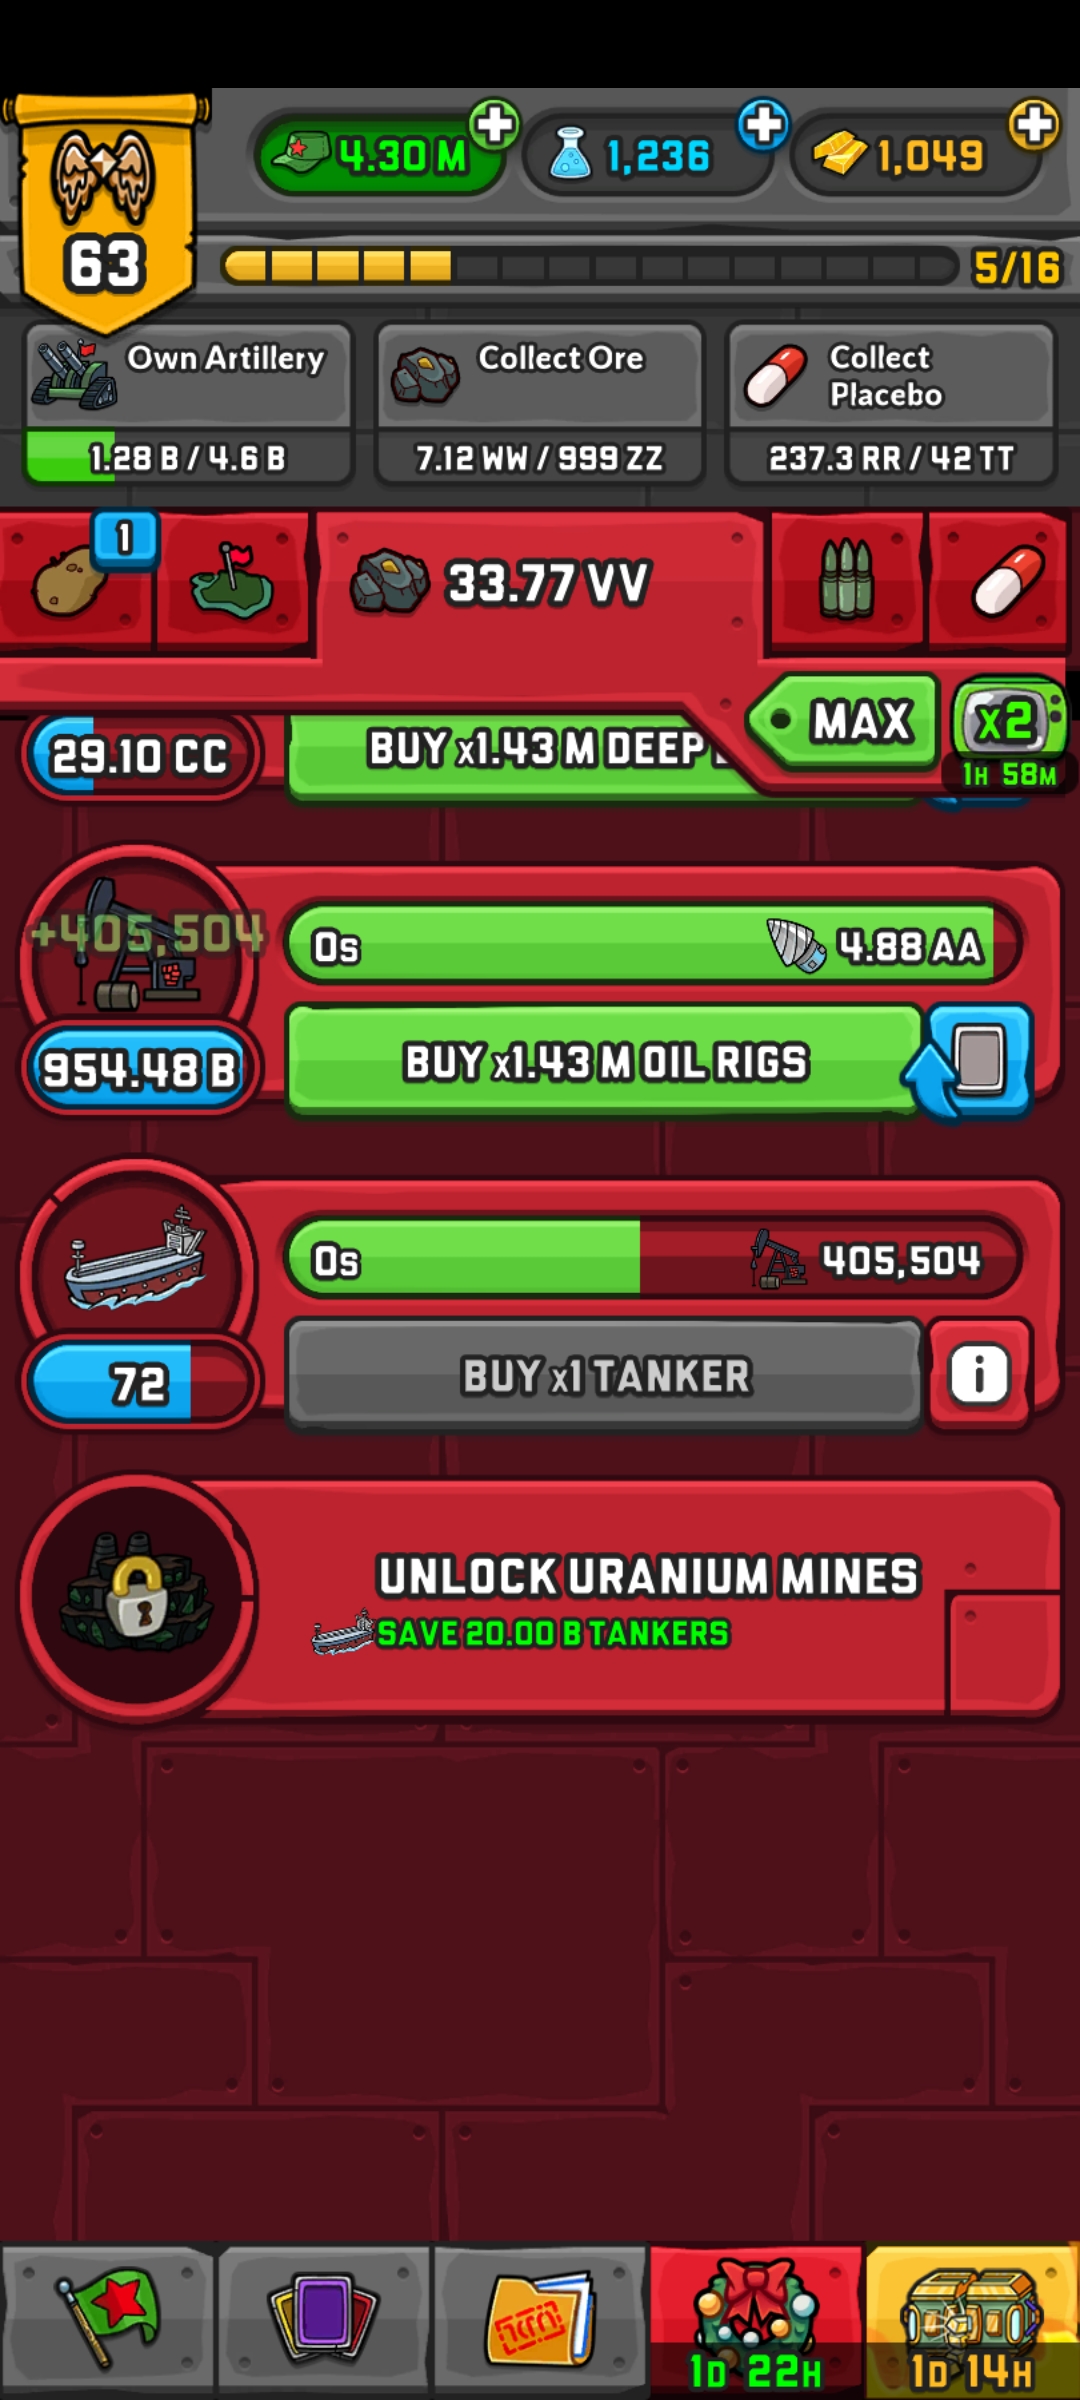 63
4.30 M
1,236
1,049
5/16
Own Artillery
1.28 B / 4.6 B
Collect Ore
7.12 WW / 999 ZZ
Collect
Placebo
237.3 RR / 42 TT
1
33.77 VV
MAX
x2
1H 58M
29.10 CC
BUY x1.43 M DEEP
+405,504
0s
4.88 AA
954.48 B
BUY x1.43 M OIL RIGS
0s
405,504
72
BUY x1 TANKER
i
UNLOCK URANIUM MINES
SAVE 20.00 B TANKERS
1D 22H
1D 14H